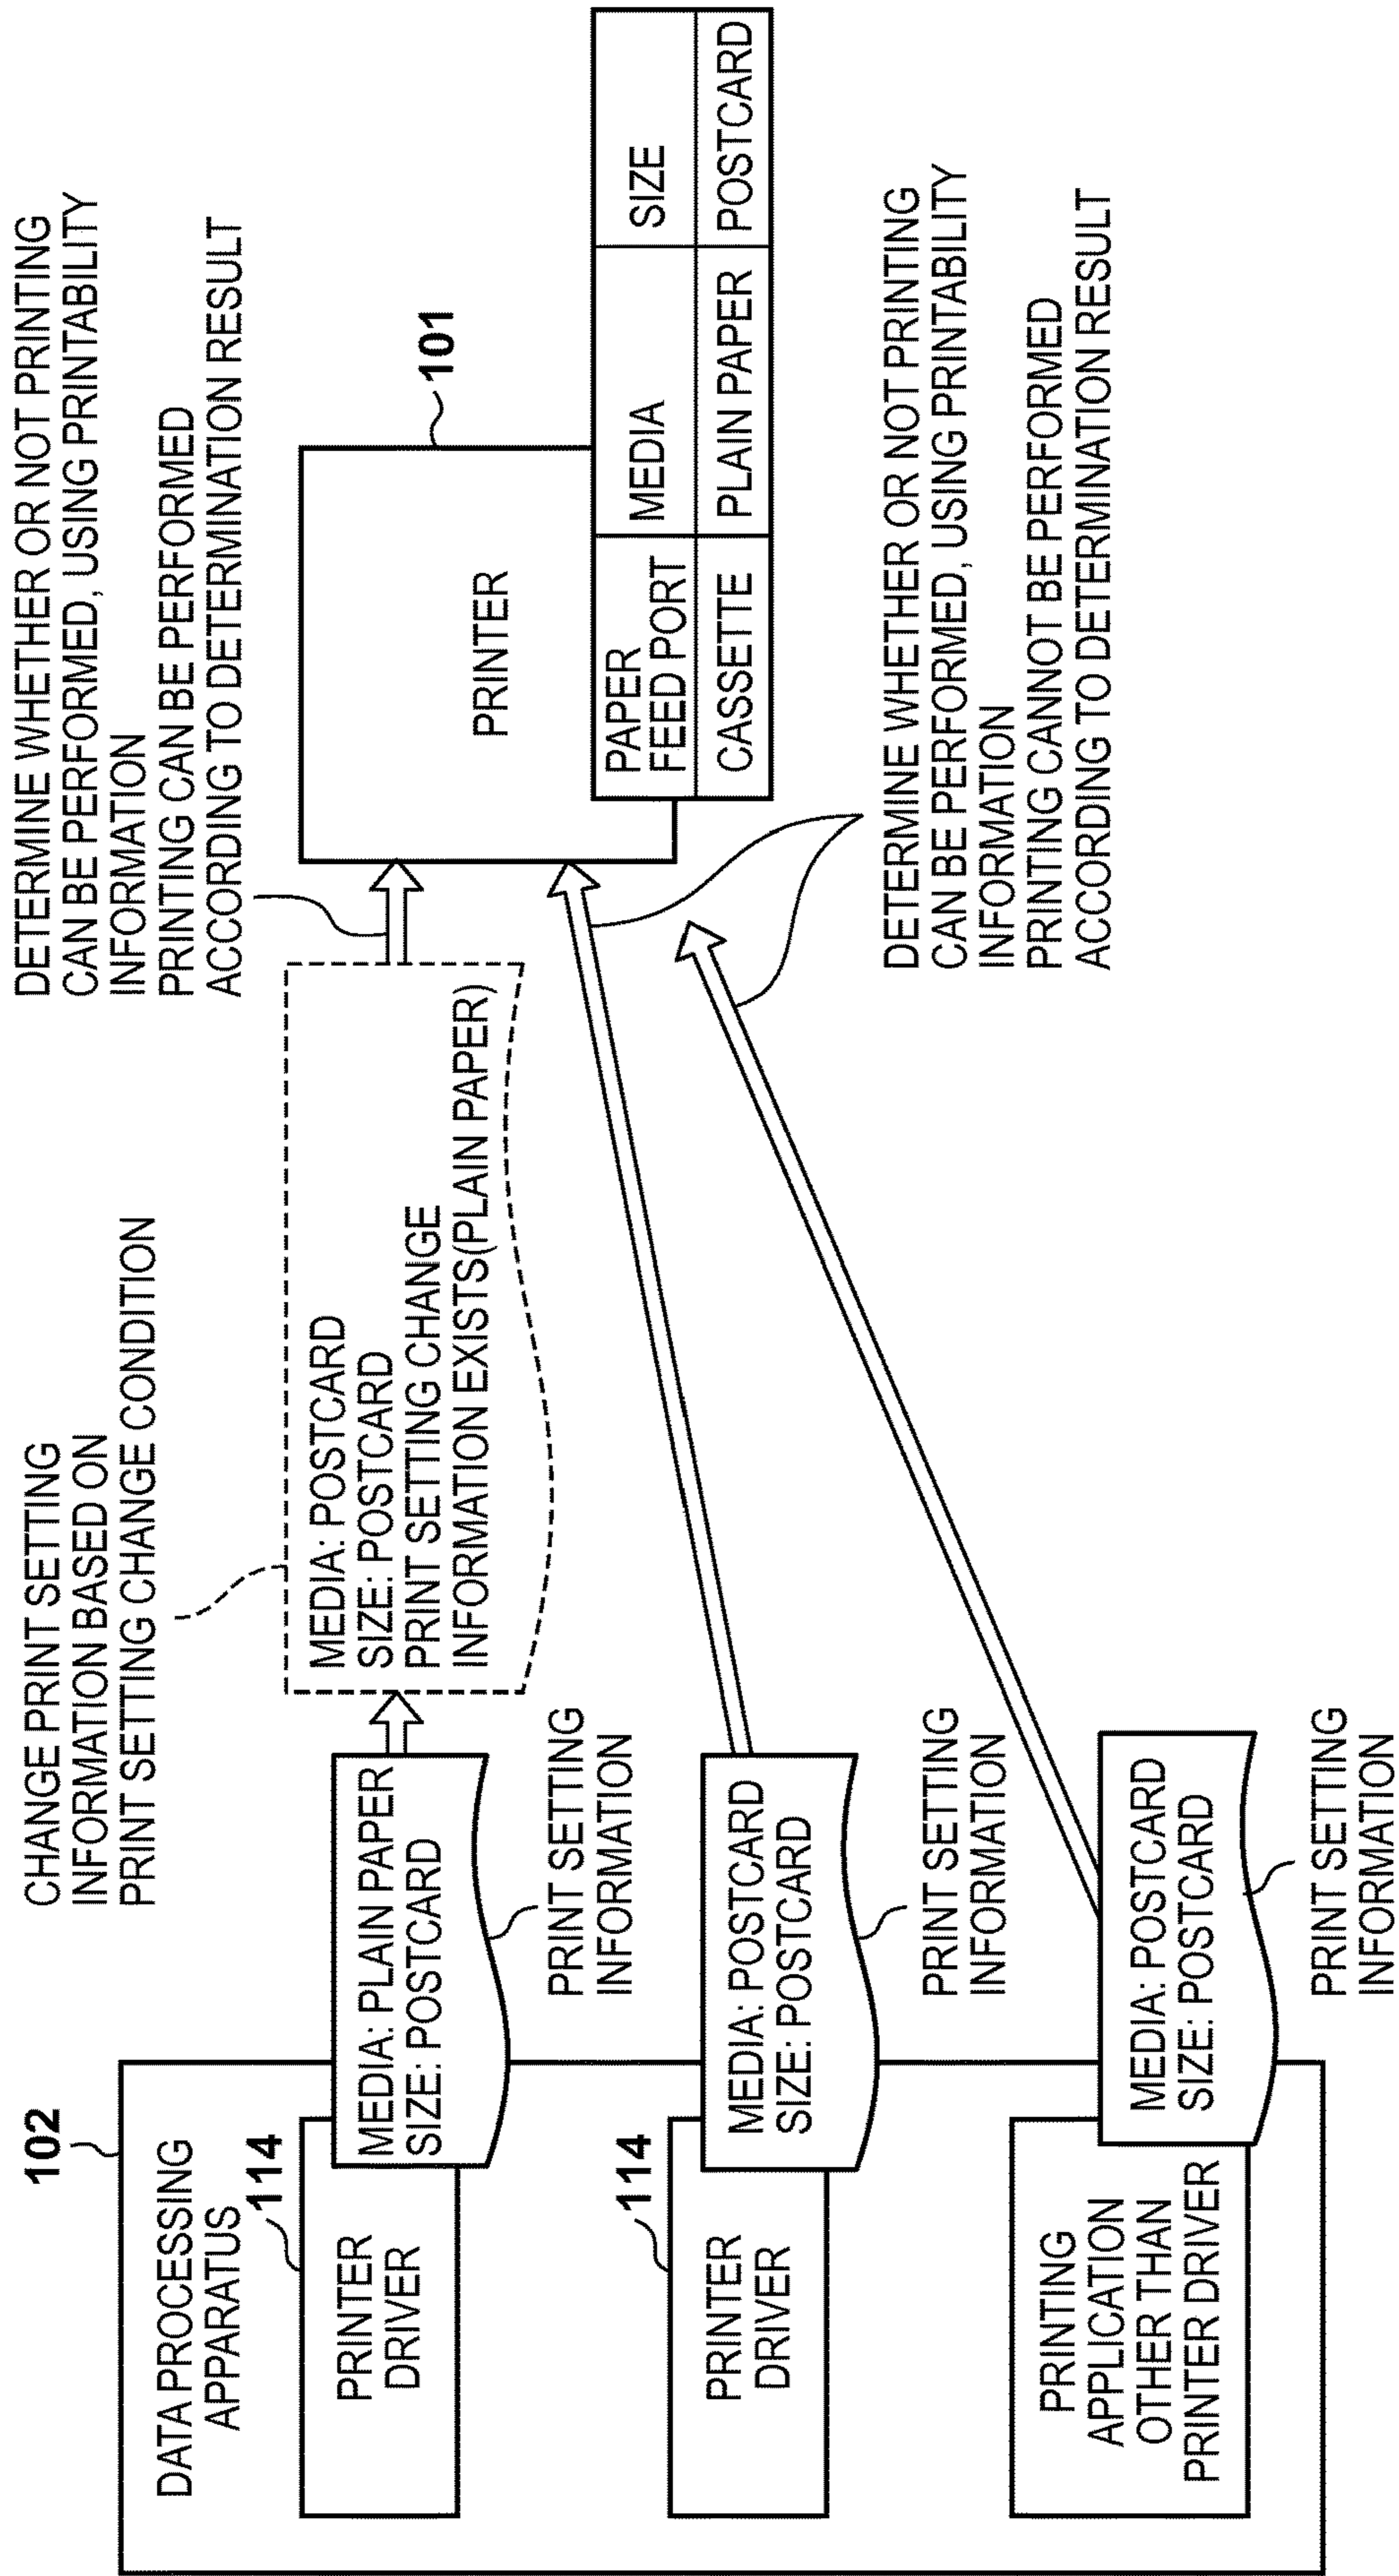 102
DATA PROCESSING
APPARATUS
114
PRINTER
DRIVER
MEDIA: PLAIN PAPER
SIZE: POSTCARD
PRINT SETTING
INFORMATION
CHANGE PRINT SETTING
INFORMATION BASED ON
PRINT SETTING CHANGE CONDITION
MEDIA: POSTCARD
SIZE: POSTCARD
PRINT SETTING CHANGE
INFORMATION EXISTS(PLAIN PAPER)
DETERMINE WHETHER OR NOT PRINTING
CAN BE PERFORMED, USING PRINTABILITY
INFORMATION
PRINTING CAN BE PERFORMED
ACCORDING TO DETERMINATION RESULT
101
PRINTER
PAPER
FEED PORT
MEDIA
SIZE
CASSETTE
PLAIN PAPER
POSTCARD
114
PRINTER
DRIVER
MEDIA: POSTCARD
SIZE: POSTCARD
PRINT SETTING
INFORMATION
DETERMINE WHETHER OR NOT PRINTING
CAN BE PERFORMED, USING PRINTABILITY
INFORMATION
PRINTING CANNOT BE PERFORMED
ACCORDING TO DETERMINATION RESULT
PRINTING
APPLICATION
OTHER THAN
PRINTER DRIVER
MEDIA: POSTCARD
SIZE: POSTCARD
PRINT SETTING
INFORMATION